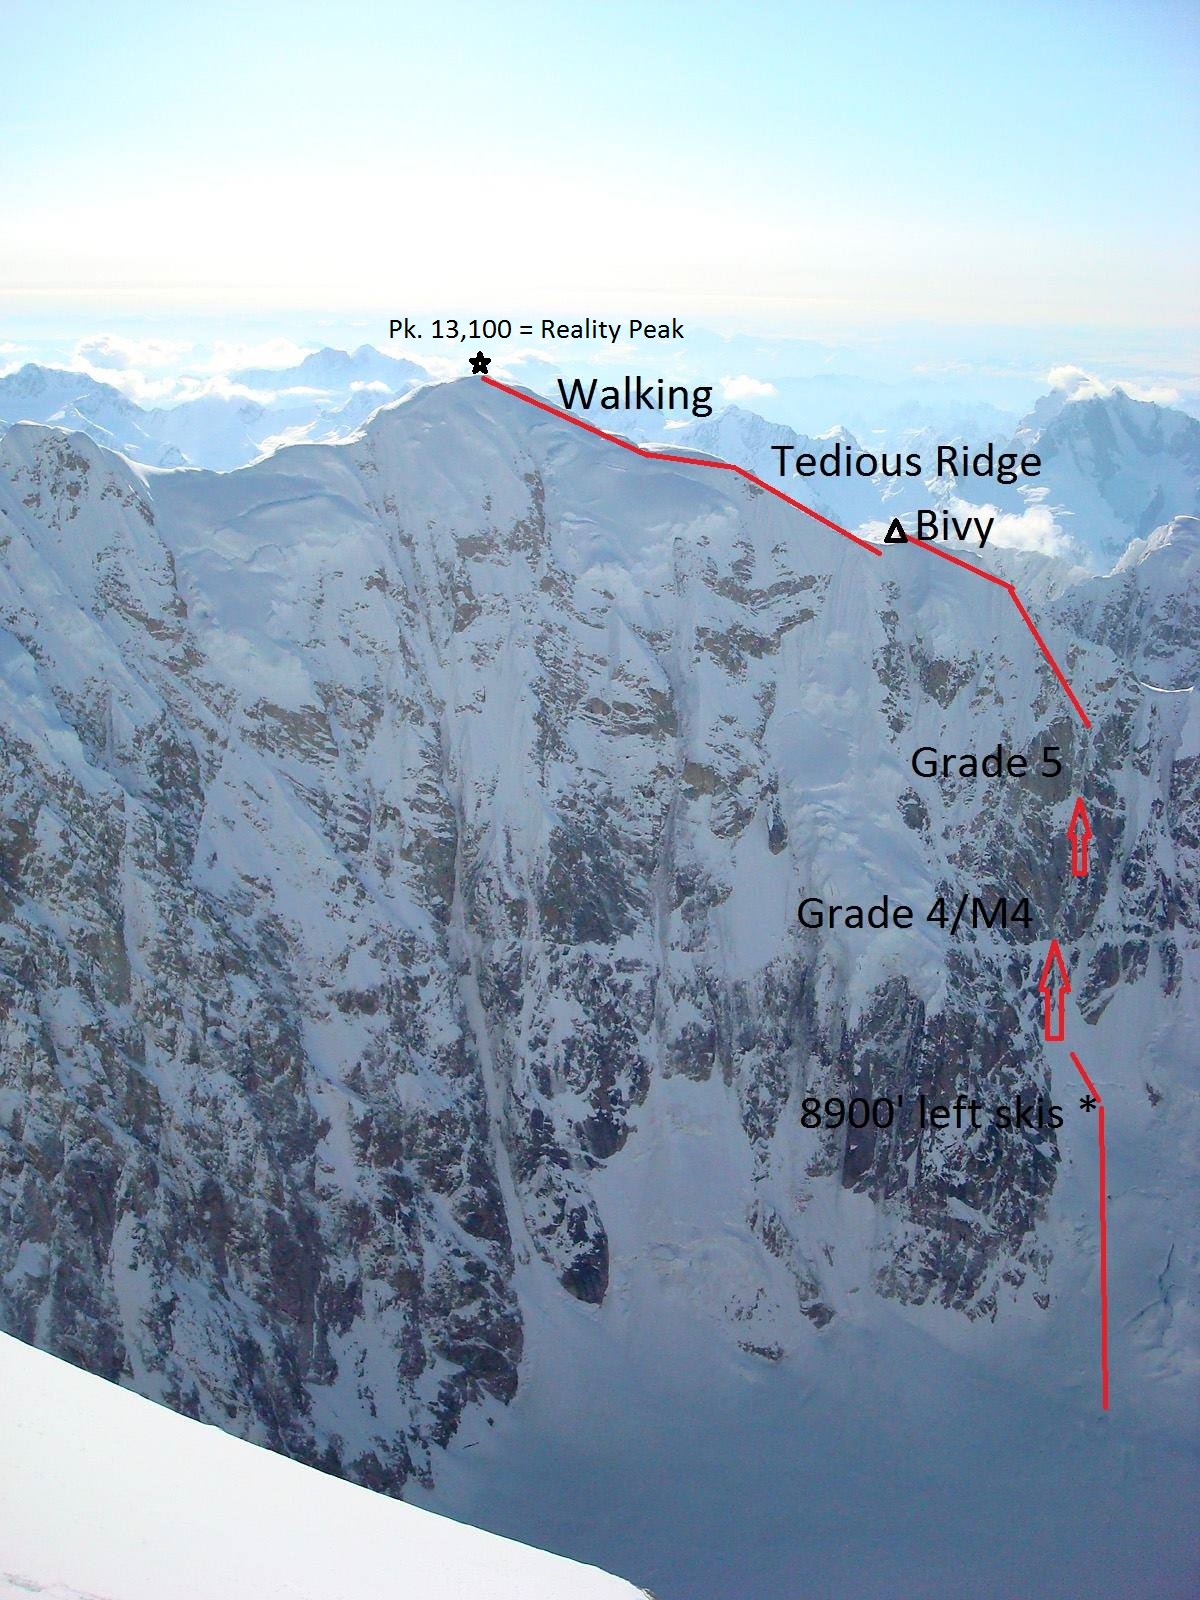 Pk. 13,100 = Reality Peak
Walking
Tedious Ridge
Bivy
Grade 5
Grade 4/M4
8900' left skis *